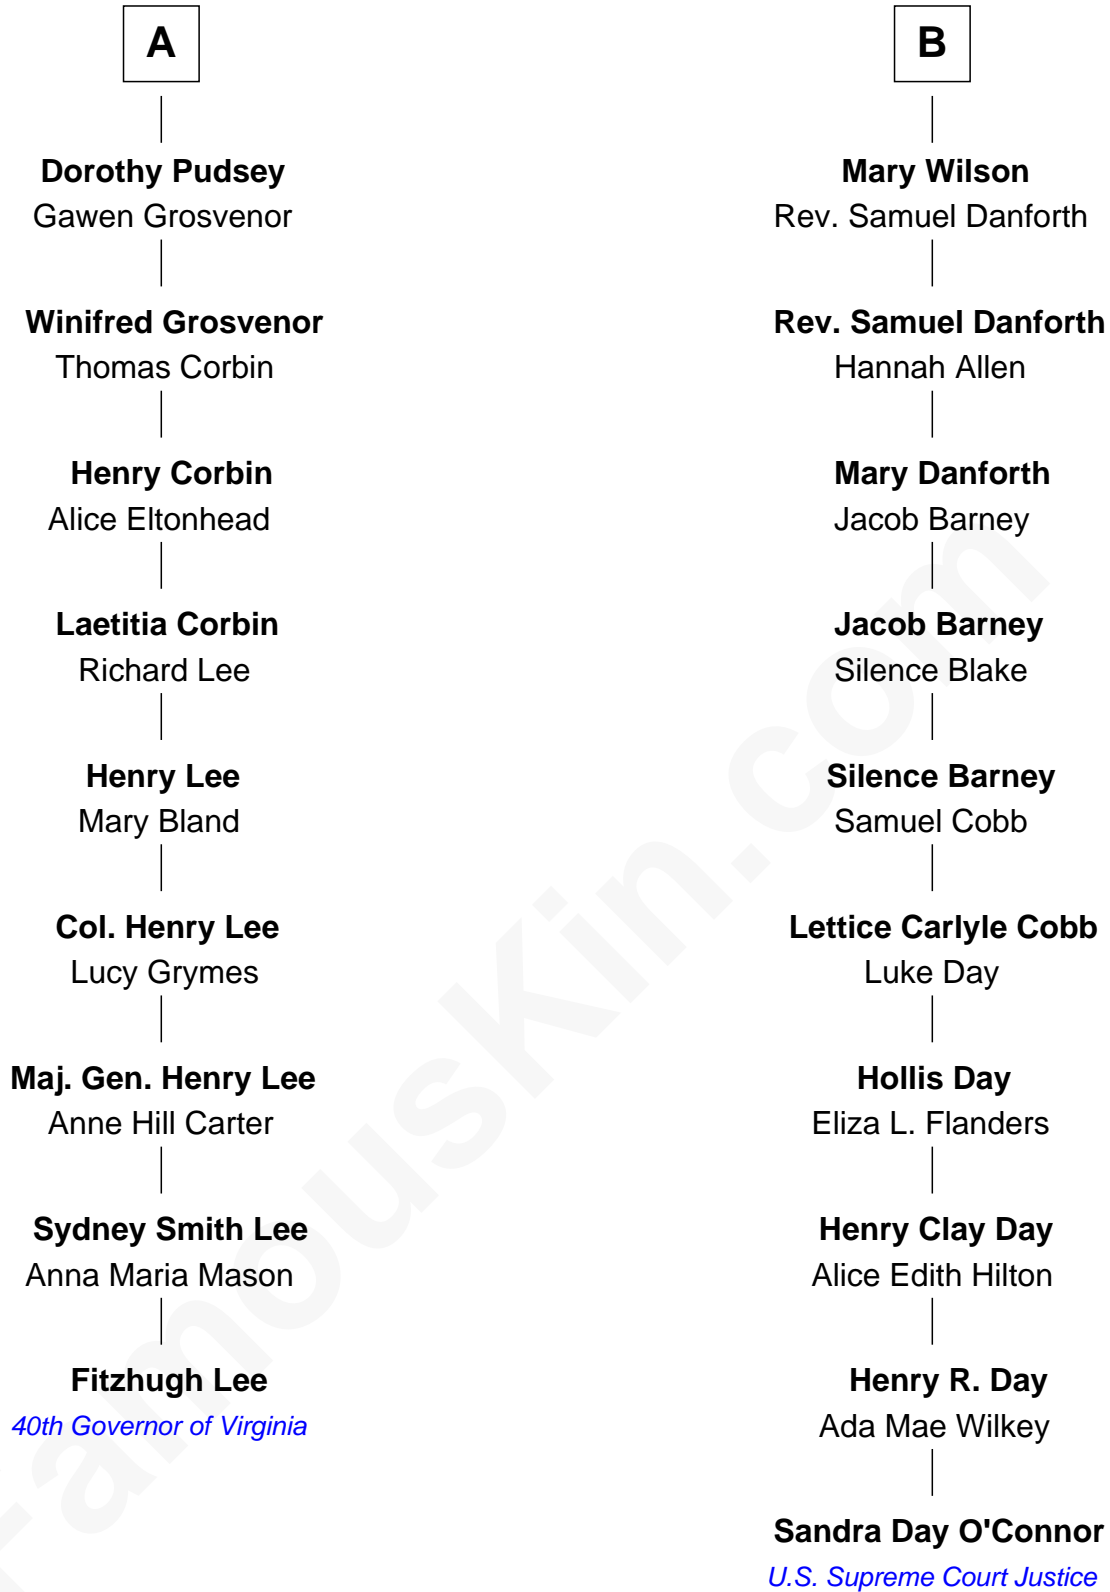 A
Dorothy Pudsey
Gawen Grosvenor
Winifred Grosvenor
Thomas Corbin
Henry Corbin
Alice Eltonhead
Laetitia Corbin
Richard Lee
Henry Lee
Mary Bland
Col. Henry Lee
Lucy Grymes
Maj. Gen. Henry Lee
Anne Hill Carter
Sydney Smith Lee
Anna Maria Mason
Fitzhugh Lee
40th Governor of Virginia
B
Mary Wilson
Rev. Samuel Danforth
Rev. Samuel Danforth
Hannah Allen
Mary Danforth
Jacob Barney
Jacob Barney
Silence Blake
Silence Barney
Samuel Cobb
Lettice Carlyle Cobb
Luke Day
Hollis Day
Eliza L. Flanders
Henry Clay Day
Alice Edith Hilton
Henry R. Day
Ada Mae Wilkey
Sandra Day O'Connor
U.S. Supreme Court Justice
FamousKin.com